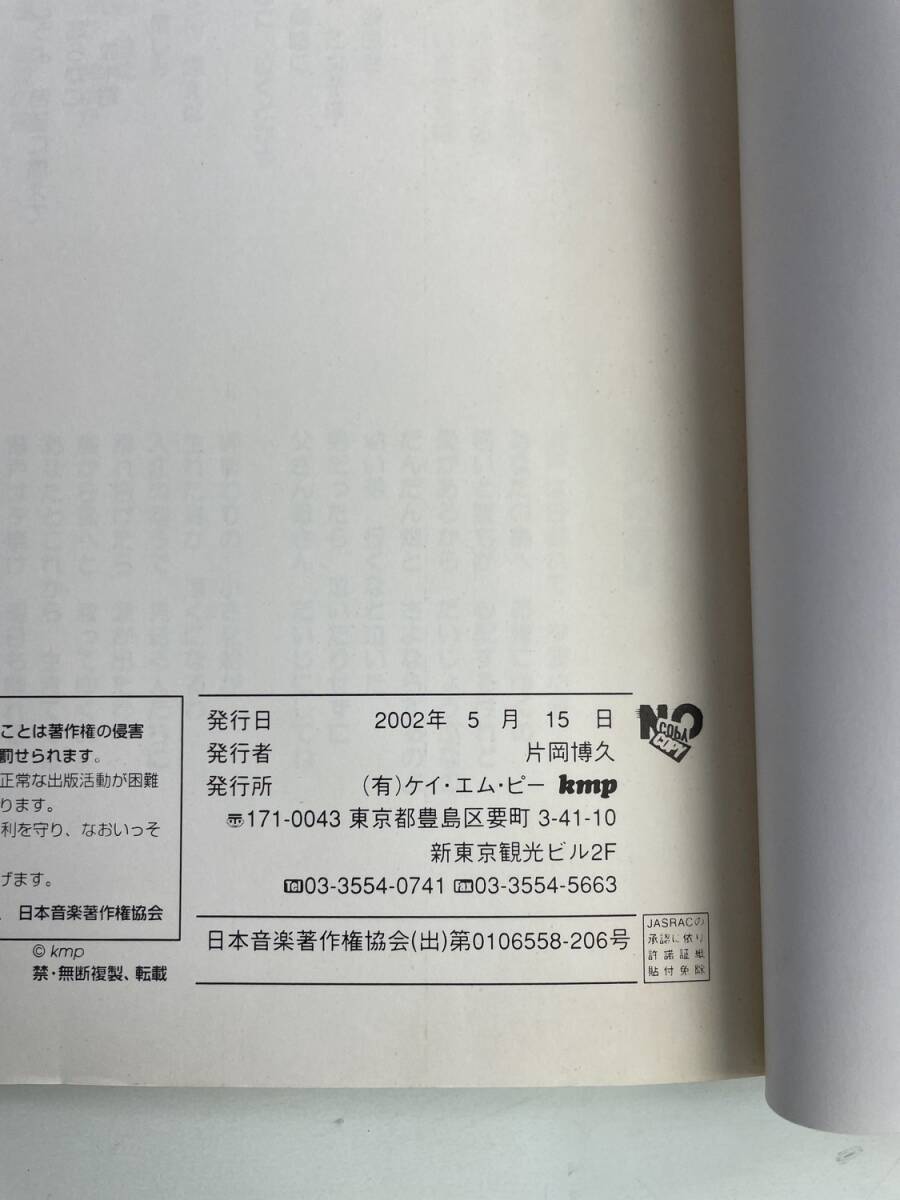 ことは著作権の侵害
罰せられます。
正常な出版活動が困難
ります。
利を守り、なおいっそ
げます。
日本音楽著作権協会
© kmp
禁・無断複製、転載
発行日 2002年 5 月 15 日
発行者 片岡博久
発行所 (有)ケイ・エム・ピー kmp
〠171-0043 東京都豊島区要町 3-41-10
新東京観光ビル2F
Tel03-3554-0741 Fax03-3554-5663
日本音楽著作権協会(出)第0106558-206号
NO
COPY
COPY
JASRACの
承認に依り
許諾証紙
貼付免除